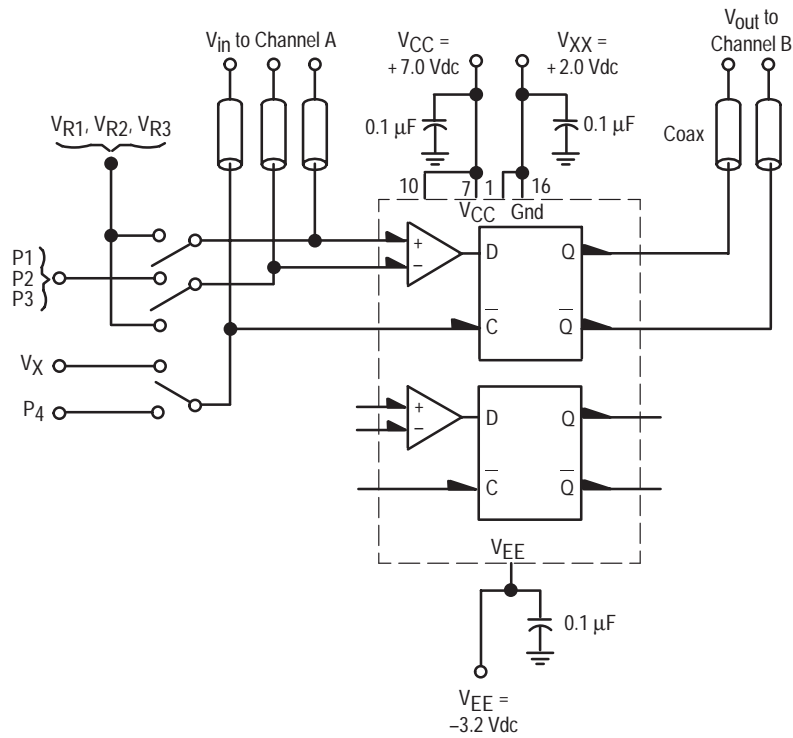 Vin to Channel A
VCC =
+ 7.0 Vdc
VXX =
+ 2.0 Vdc
Vout to
Channel B
0.1 μF
0.1 μF
Coax
VR1, VR2, VR3
10
7
1
16
VCC
Gnd
+
−
D
Q
C̅
Q̅
P1
P2
P3
VX
P4
+
−
D
Q
C̅
Q̅
VEE
0.1 μF
VEE =
–3.2 Vdc